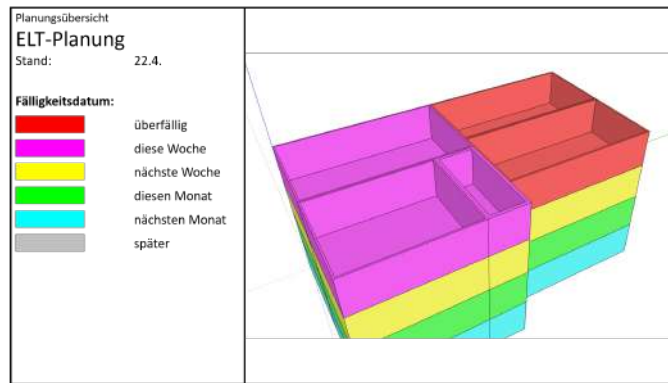 Planungsübersicht
ELT-Planung
Stand: 22.4.
Fälligkeitsdatum:
überfällig
diese Woche
nächste Woche
diesen Monat
nächsten Monat
später